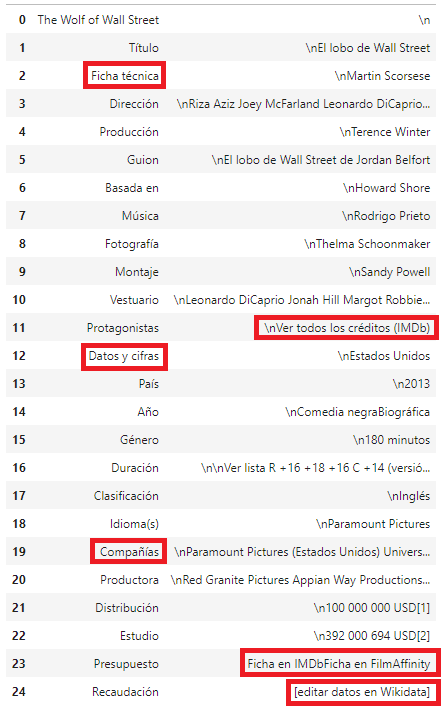 0 The Wolf of Wall Street \n
1 Título \nEl lobo de Wall Street
2 Ficha técnica \nMartin Scorsese
3 Dirección \nRiza Aziz Joey McFarland Leonardo DiCaprio...
4 Producción \nTerence Winter
5 Guion \nEl lobo de Wall Street de Jordan Belfort
6 Basada en \nHoward Shore
7 Música \nRodrigo Prieto
8 Fotografía \nThelma Schoonmaker
9 Montaje \nSandy Powell
10 Vestuario \nLeonardo DiCaprio Jonah Hill Margot Robbie...
11 Protagonistas \nVer todos los créditos (IMDb)
12 Datos y cifras \nEstados Unidos
13 País \n2013
14 Año \nComedia negraBiográfica
15 Género \n180 minutos
16 Duración \n\nVer lista R +16 +18 +16 C +14 (versió...
17 Clasificación \nInglés
18 Idioma(s) \nParamount Pictures
19 Compañías \nParamount Pictures (Estados Unidos) Univers...
20 Productora \nRed Granite Pictures Appian Way Productions...
21 Distribución \n100 000 000 USD[1]
22 Estudio \n392 000 694 USD[2]
23 Presupuesto Ficha en IMDbFicha en FilmAffinity
24 Recaudación [editar datos en Wikidata]